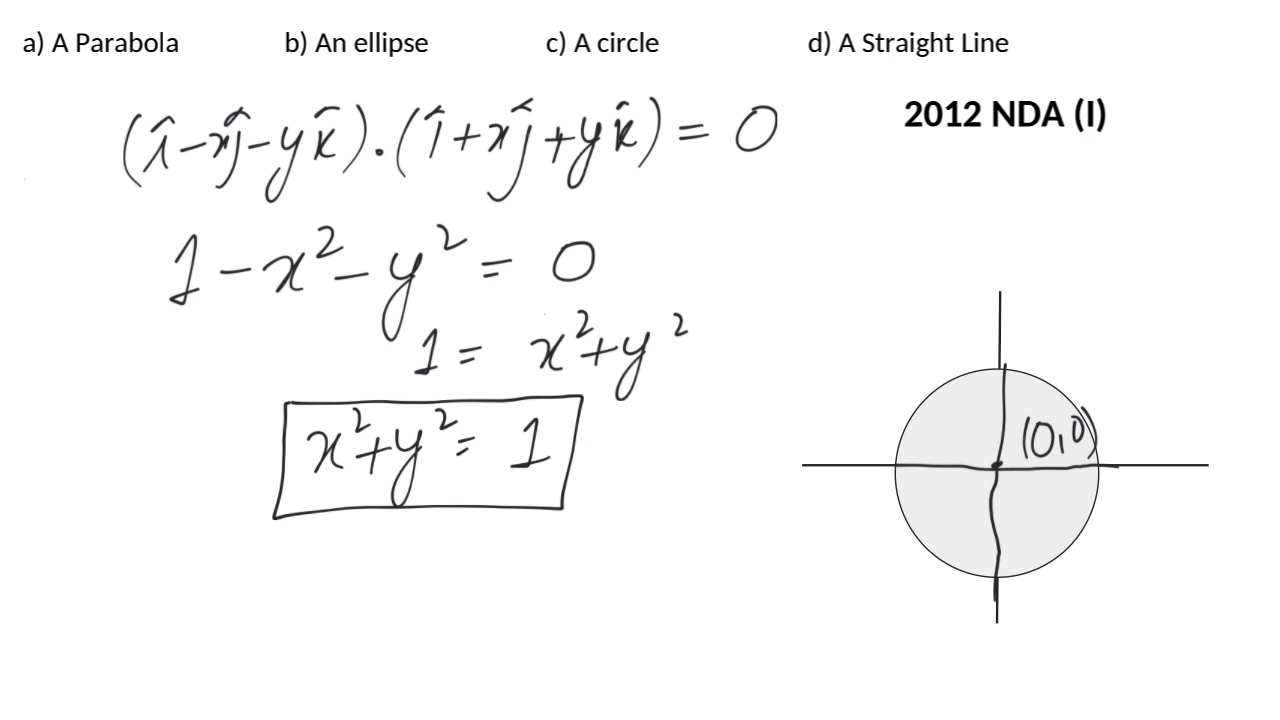 a) A Parabola b) An ellipse c) A circle d) A Straight Line
2012 NDA (I)
(î-xĵ-yk̂).(î+xĵ+yk̂)=0
1-x²-y²=0
1= x²+y²
x²+y²= 1
(0,0)